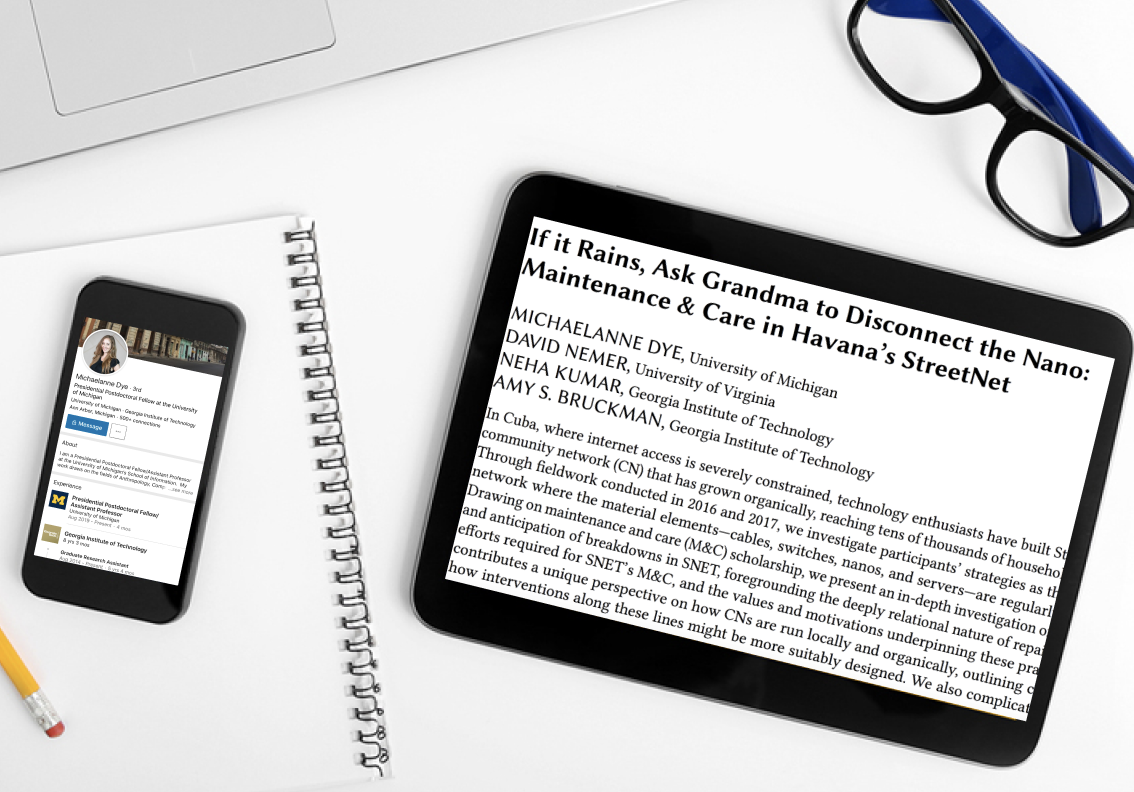 Michaelanne Dye · 3rd
Presidential Postdoctoral Fellow at the University
of Michigan
University of Michigan · Georgia Institute of Technology
Ann Arbor, Michigan · 500+ connections
Message
...
About
I am a Presidential Postdoctoral Fellow/Assistant Professor
at the University of Michigan's School of Information. My
work draws on the fields of Anthropology, Comp ...see more
Experience
M
Presidential Postdoctoral Fellow/
Assistant Professor
University of Michigan
Aug 2019 - Present · 4 mos
Georgia Institute of Technology
6 yrs 3 mos
Graduate Research Assistant
Aug 2014 - Present
If it Rains, Ask Grandma to Disconnect the Nano:
Maintenance & Care in Havana's StreetNet
MICHAELANNE DYE, University of Michigan
DAVID NEMER, University of Virginia
NEHA KUMAR, Georgia Institute of Technology
AMY S. BRUCKMAN, Georgia Institute of Technology
In Cuba, where internet access is severely constrained, technology enthusiasts have built St
community network (CN) that has grown organically, reaching tens of thousands of househo
Through fieldwork conducted in 2016 and 2017, we investigate participants' strategies as th
network where the material elements—cables, switches, nanos, and servers—are regularl
Drawing on maintenance and care (M&C) scholarship, we present an in-depth investigation o
and anticipation of breakdowns in SNET, foregrounding the deeply relational nature of repai
efforts required for SNET's M&C, and the values and motivations underpinning these pra
contributes a unique perspective on how CNs are run locally and organically, outlining c
how interventions along these lines might be more suitably designed. We also complicat